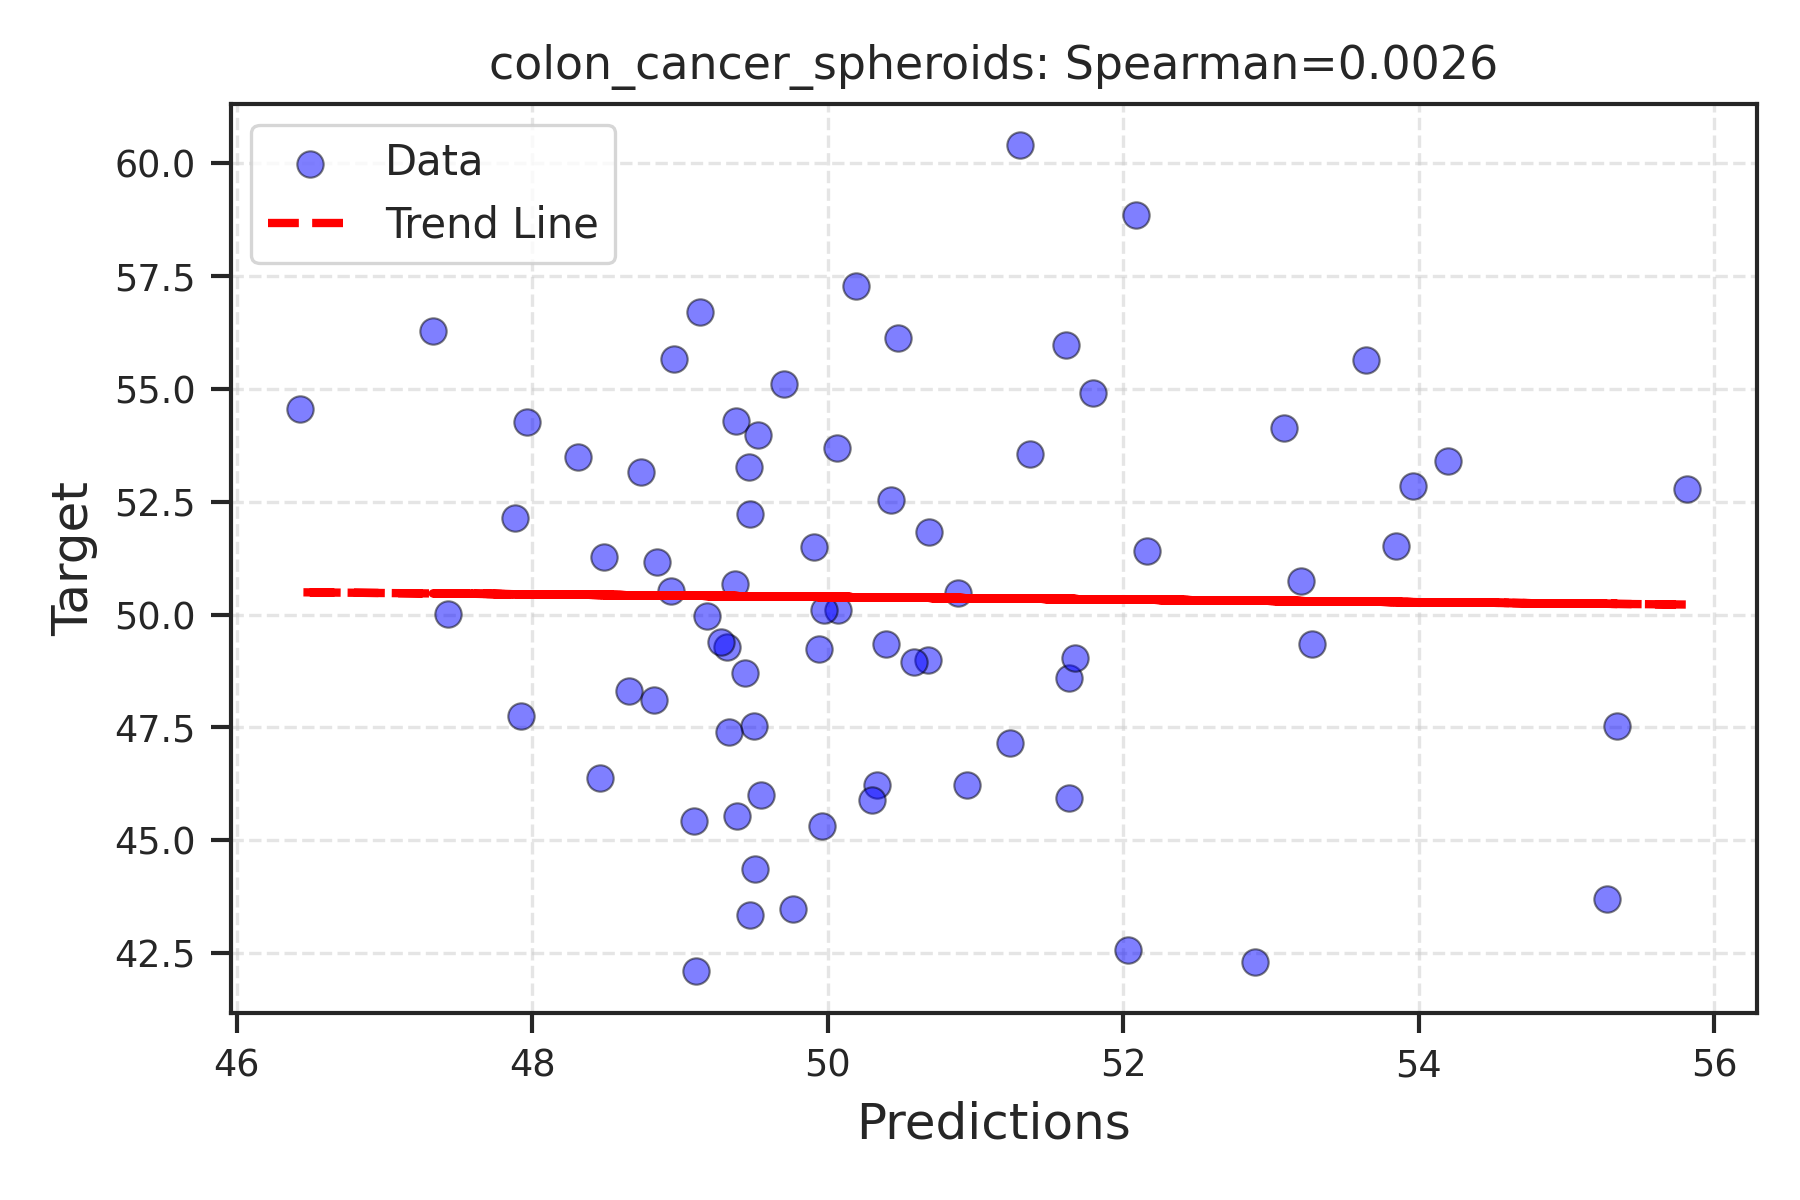 colon_cancer_spheroids: Spearman=0.0026
Data
Trend Line
60.0
57.5
55.0
52.5
50.0
47.5
45.0
42.5
Target
46 48 50 52 54 56
Predictions